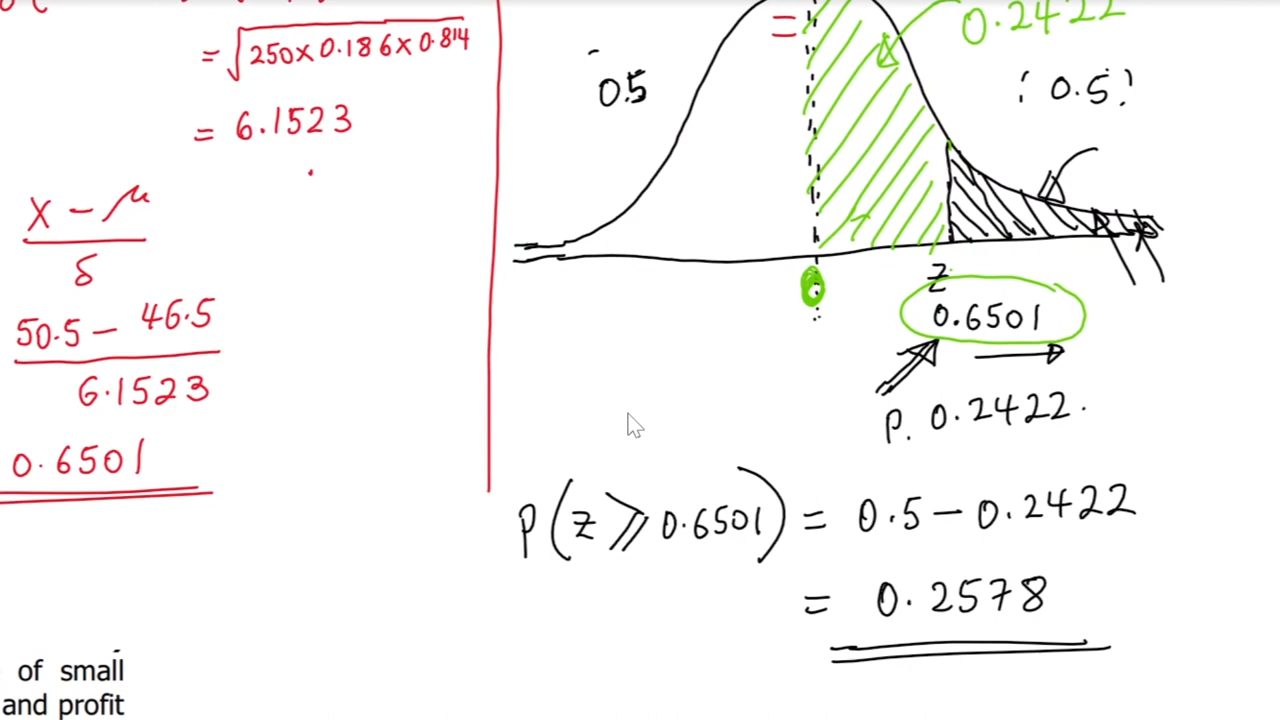 = √250×0.186×0.814
= 6.1523
X – μ
δ
50.5 – 46.5
6.1523
0.6501
=
0.2422
0.5
0.5
0
Z
0.6501
P. 0.2422.
P(Z ⩾ 0.6501) = 0.5 – 0.2422
= 0.2578
of small
and profit